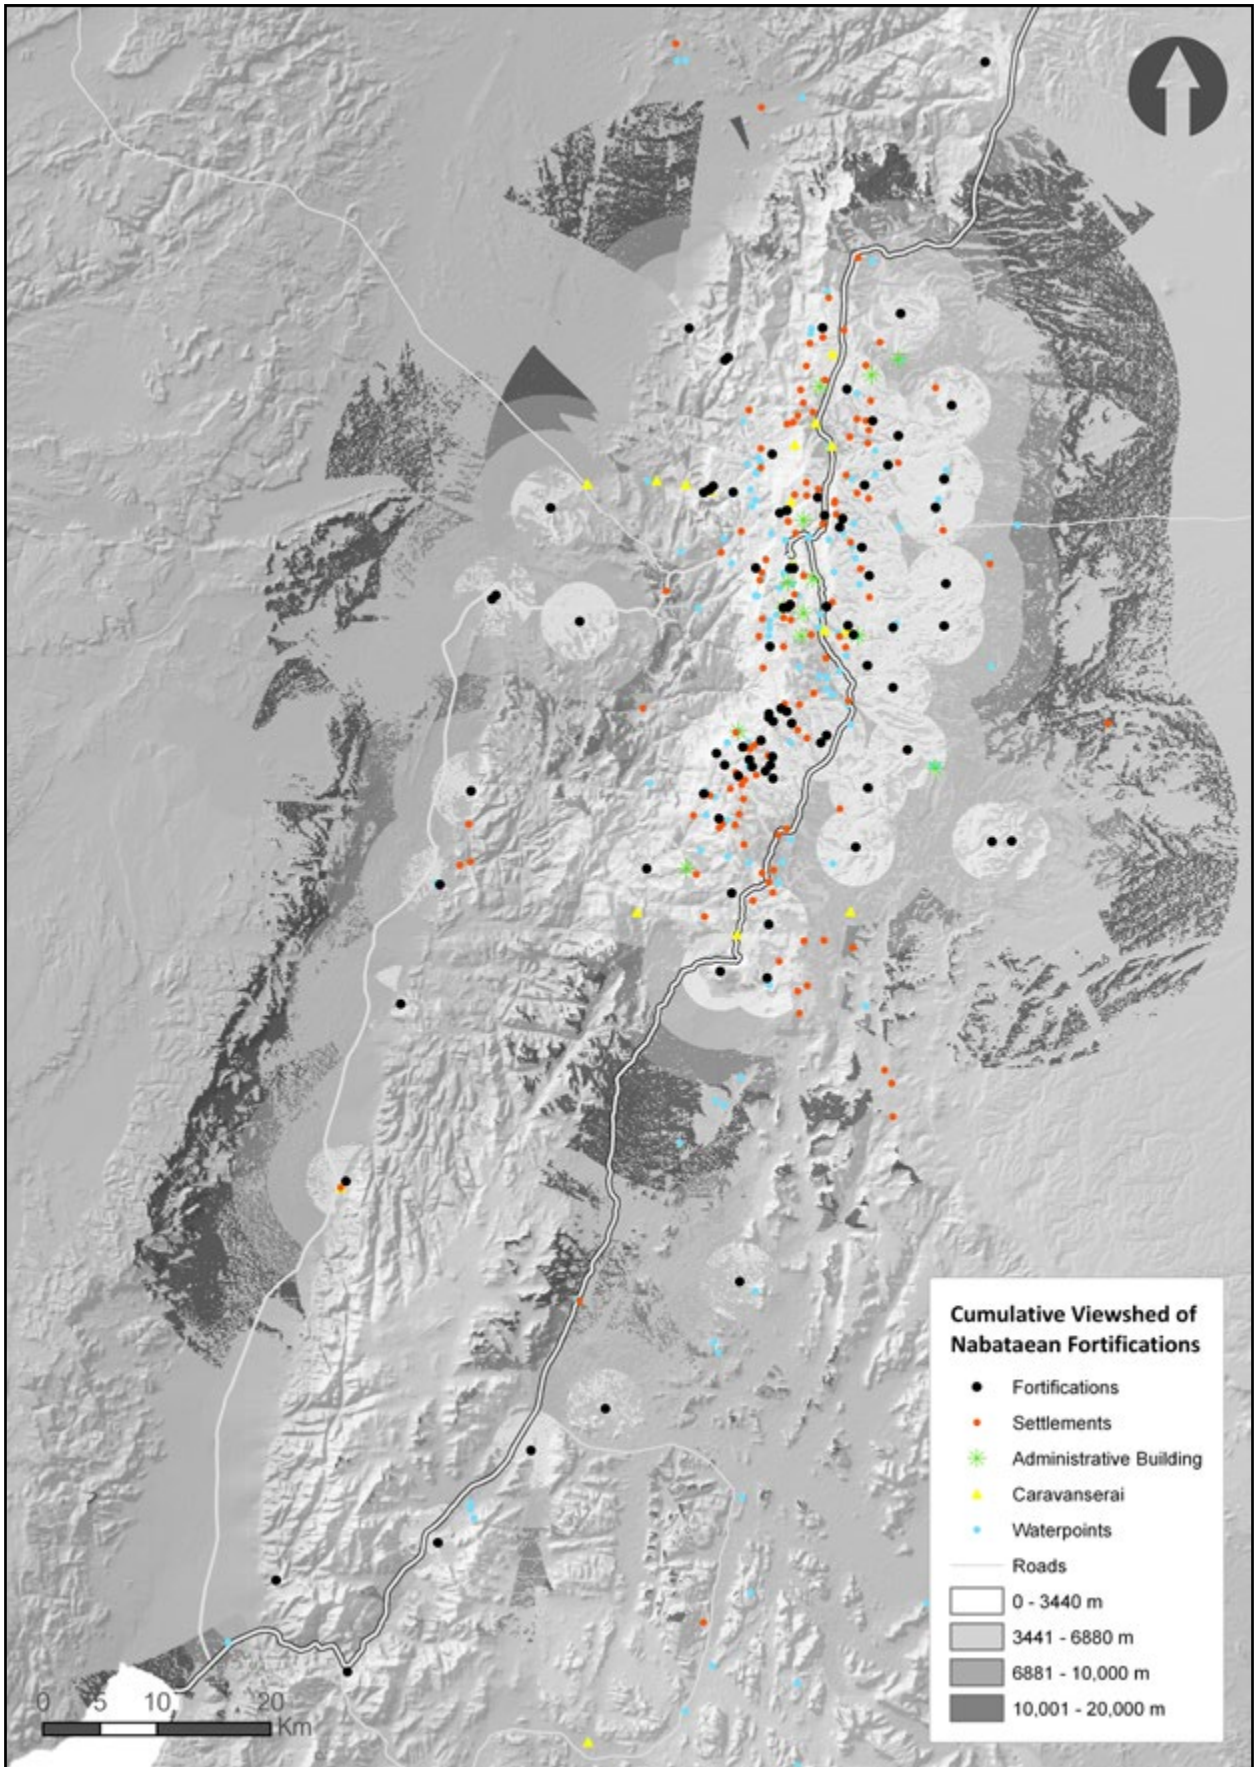 Cumulative Viewshed of
Nabataean Fortifications
Fortifications
Settlements
Administrative Building
Caravanserai
Waterpoints
Roads
0 - 3440 m
3441 - 6880 m
6881 - 10,000 m
10,001 - 20,000 m
0 5 10 20
Km